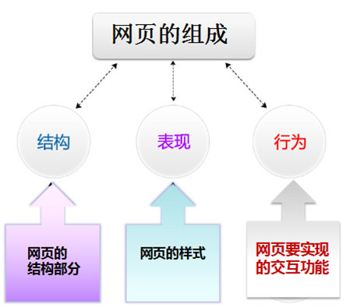 网页的组成
结构
表现
行为
网页的
结构部分
网页的样式
网页要实现
的交互功能